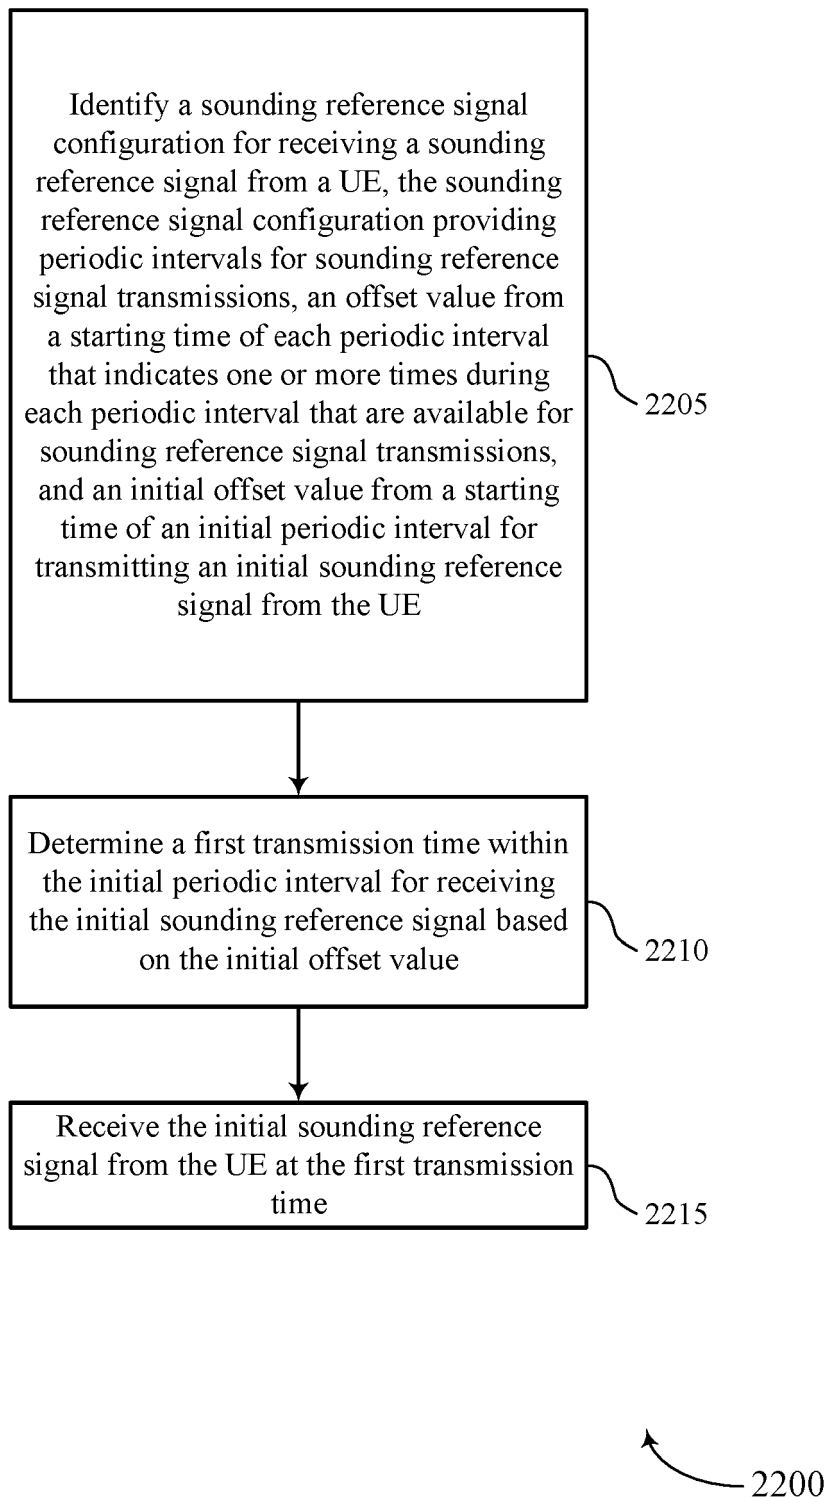 Identify a sounding reference signal
configuration for receiving a sounding
reference signal from a UE, the sounding
reference signal configuration providing
periodic intervals for sounding reference
signal transmissions, an offset value from
a starting time of each periodic interval
that indicates one or more times during
each periodic interval that are available for
sounding reference signal transmissions,
and an initial offset value from a starting
time of an initial periodic interval for
transmitting an initial sounding reference
signal from the UE
2205
Determine a first transmission time within
the initial periodic interval for receiving
the initial sounding reference signal based
on the initial offset value
2210
Receive the initial sounding reference
signal from the UE at the first transmission
time
2215
2200